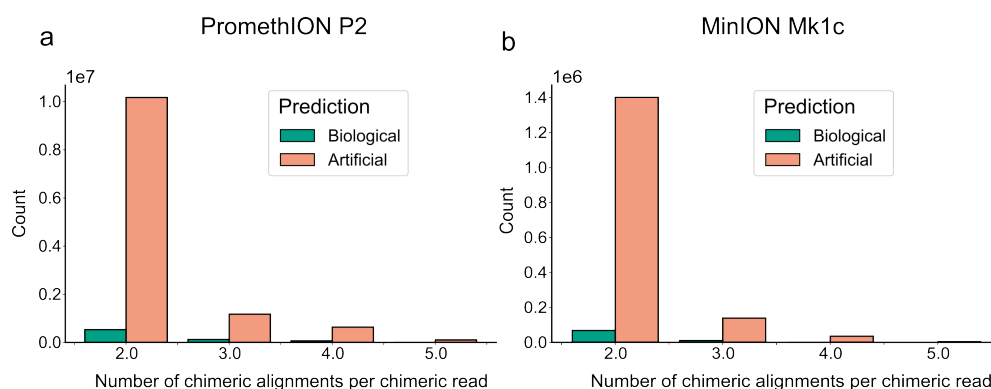 a
PromethION P2
1e7
Count
1.0
0.8
0.6
0.4
0.2
0.0
Prediction
Biological
Artificial
2.0 3.0 4.0 5.0
Number of chimeric alignments per chimeric read
b
MinION Mk1c
1e6
Count
1.4
1.2
1.0
0.8
0.6
0.4
0.2
0.0
Prediction
Biological
Artificial
2.0 3.0 4.0 5.0
Number of chimeric alignments per chimeric read